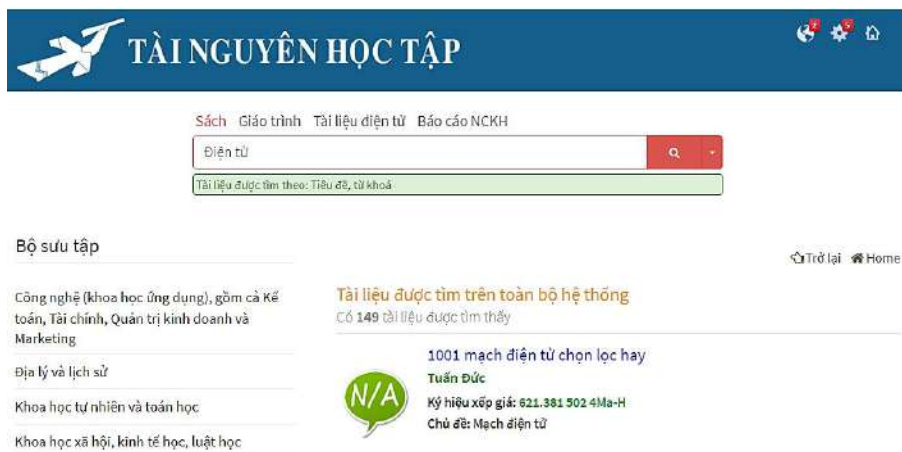 TÀI NGUYÊN HỌC TẬP
Sách Giáo trình Tài liệu điện tử Báo cáo NCKH
Điện tử
Tài liệu được tìm theo: Tiêu đề, từ khoá
Bộ sưu tập
Trở lại Home
Công nghệ (khoa học ứng dụng), gồm cả Kế
toán, Tài chính, Quản trị kinh doanh và
Marketing
Địa lý và lịch sử
Khoa học tự nhiên và toán học
Khoa học xã hội, kinh tế học, luật học
Tài liệu được tìm trên toàn bộ hệ thống
Có 149 tài liệu được tìm thấy
N/A
1001 mạch điện tử chọn lọc hay
Tuấn Đức
Ký hiệu xếp giá: 621.381 502 4Ma-H
Chủ đề: Mạch điện tử